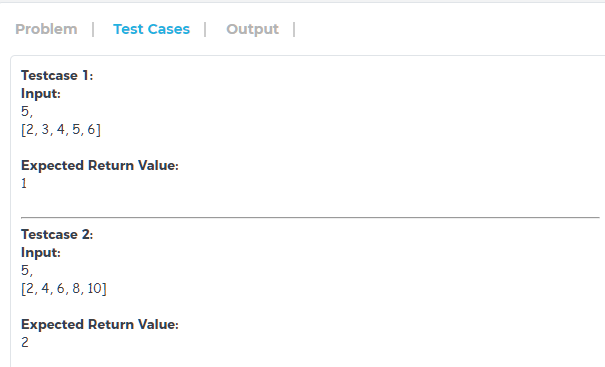 Problem | Test Cases | Output |
Testcase 1:
Input:
5,
[2, 3, 4, 5, 6]
Expected Return Value:
1
Testcase 2:
Input:
5,
[2, 4, 6, 8, 10]
Expected Return Value:
2